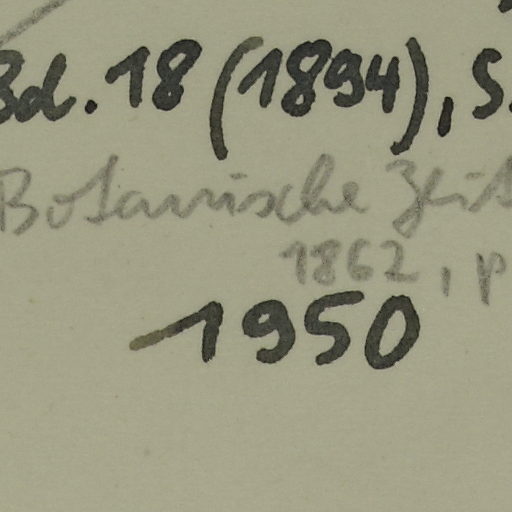 Bd. 18 (1894), S.
Botanische Zeit
1862, p
1950